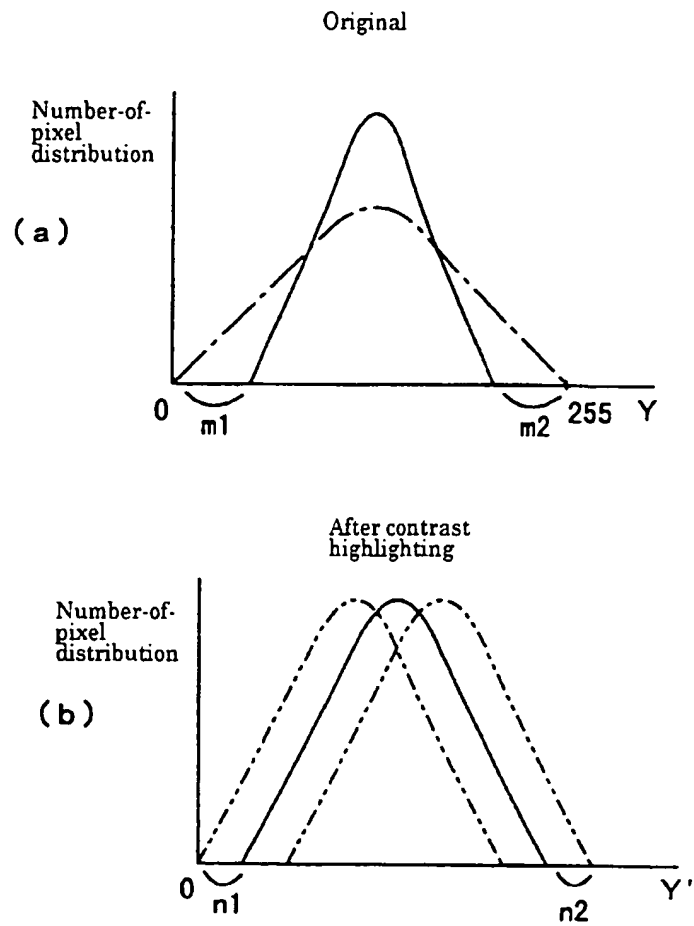 Original
Number-of-
pixel
distribution
(a)
0
m1
m2
255
Y
After contrast
highlighting
Number-of-
pixel
distribution
(b)
0
n1
n2
Y'